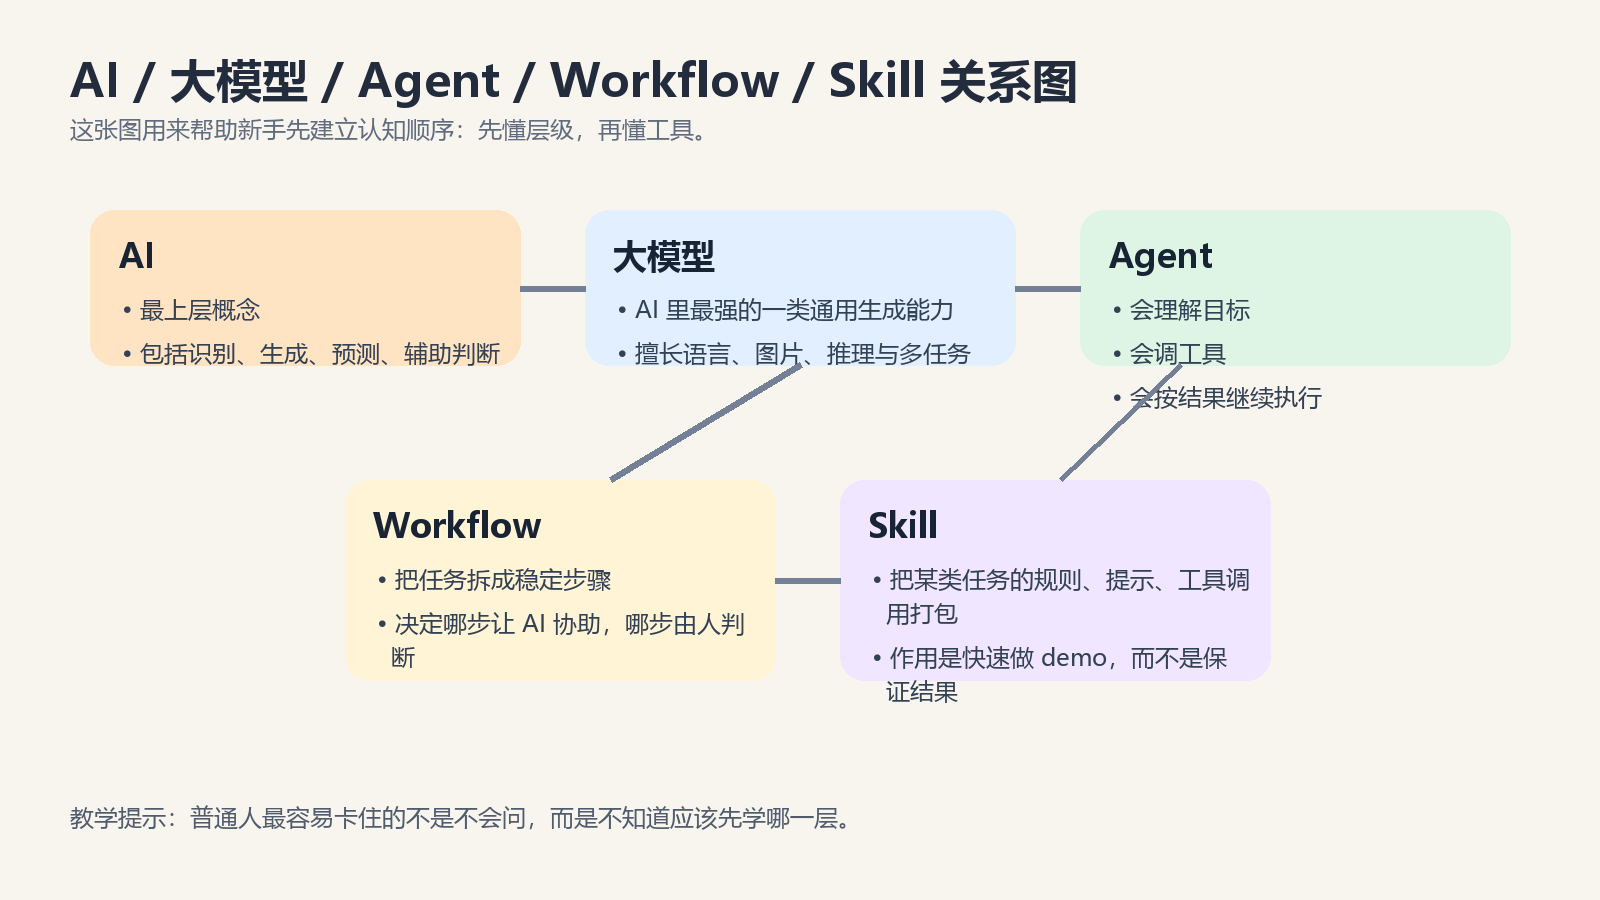 AI / 大模型 / Agent / Workflow / Skill 关系图
这张图用来帮助新手先建立认知顺序：先懂层级，再懂工具。
AI
• 最上层概念
• 包括识别、生成、预测、辅助判断
大模型
• AI 里最强的一类通用生成能力
• 擅长语言、图片、推理与多任务
Agent
• 会理解目标
• 会调工具
• 会按结果继续执行
Workflow
• 把任务拆成稳定步骤
• 决定哪步让 AI 协助，哪步由人判
断
Skill
• 把某类任务的规则、提示、工具调
用打包
• 作用是快速做 demo，而不是保
证结果
教学提示：普通人最容易卡住的不是不会问，而是不知道应该先学哪一层。